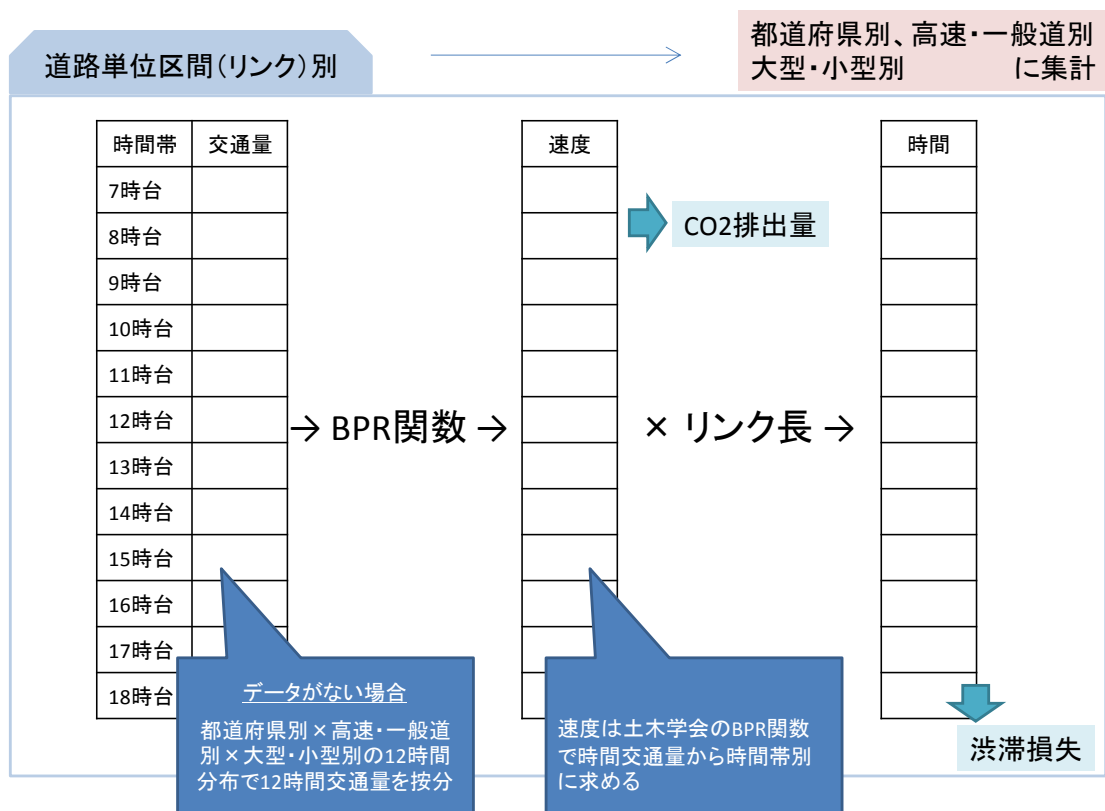 道路単位区間(リンク)別
都道府県別、高速・一般道別
大型・小型別 に集計
時間帯 交通量
速度
時間
7時台
8時台
9時台
10時台
11時台
12時台
13時台
14時台
15時台
16時台
17時台
18時台
CO2排出量
→ BPR関数 →
× リンク長 →
データがない場合
都道府県別×高速・一般道
別×大型・小型別の12時間
分布で12時間交通量を按分
速度は土木学会のBPR関数
で時間交通量から時間帯別
に求める
渋滞損失